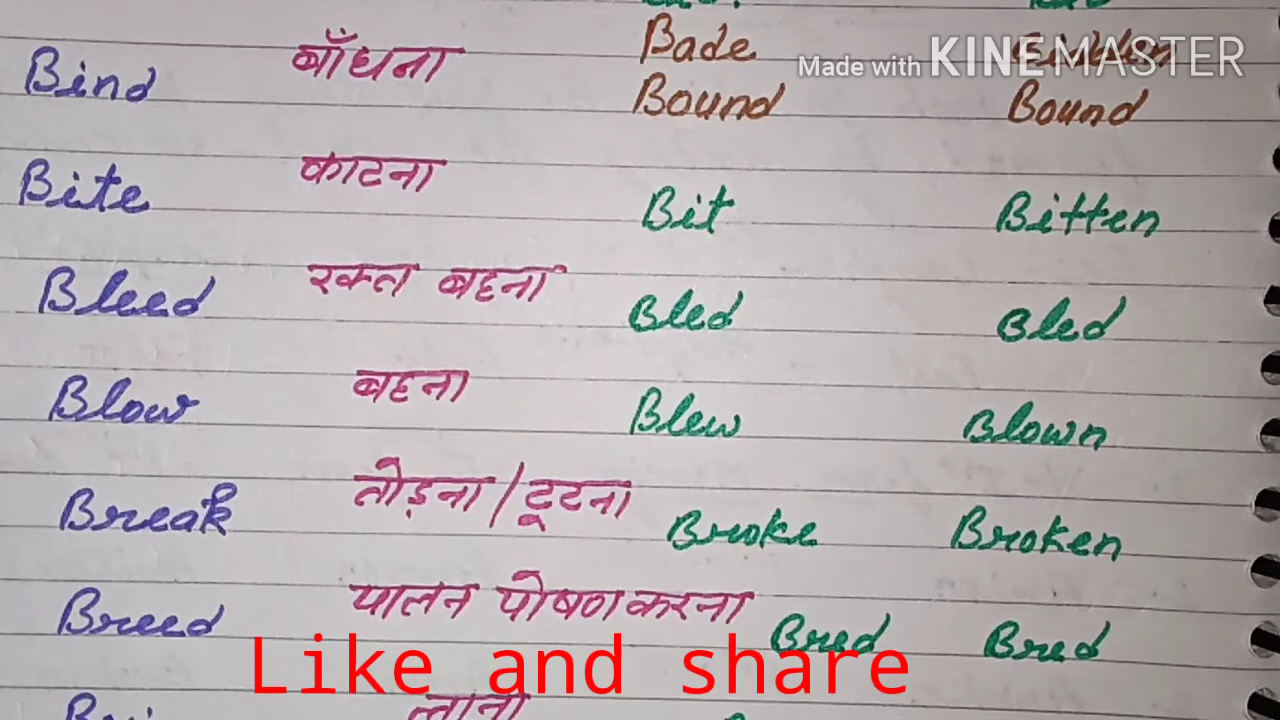 Bade
Made with KINEMASTER
Bind बाँधना Bound Bound
Bite काटना Bit Bitten
Bleed रक्त बहना Bled Bled
Blow बहना Blew Blown
Break तोड़ना/टूटना Broke Broken
Breed पालन पोषण करना Bred Bred
Like and share
लाना